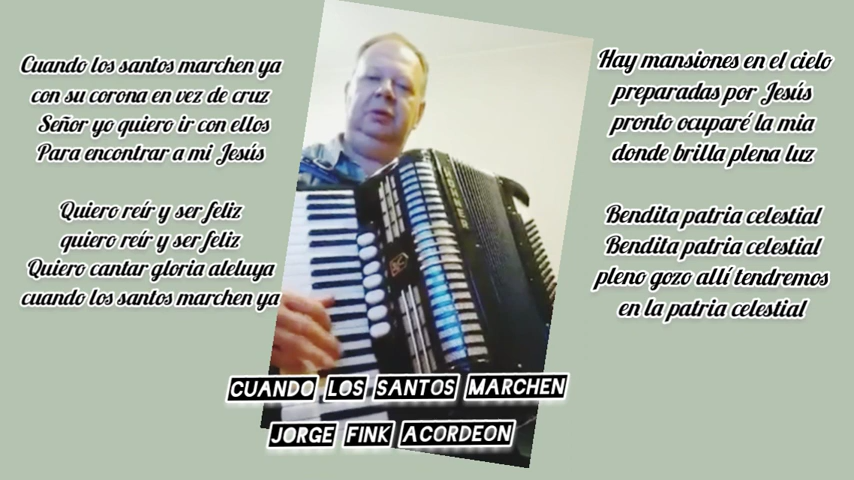 Cuando los santos marchen ya
con su corona en vez de cruz
Señor yo quiero ir con ellos
Para encontrar a mi Jesús
Quiero reír y ser feliz
quiero reír y ser feliz
Quiero cantar gloria aleluya
cuando los santos marchen ya
Hay mansiones en el cielo
preparadas por Jesús
pronto ocuparé la mia
donde brilla plena luz
Bendita patria celestial
Bendita patria celestial
pleno gozo allí tendremos
en la patria celestial
CUANDO LOS SANTOS MARCHEN
JORGE FINK ACORDEON